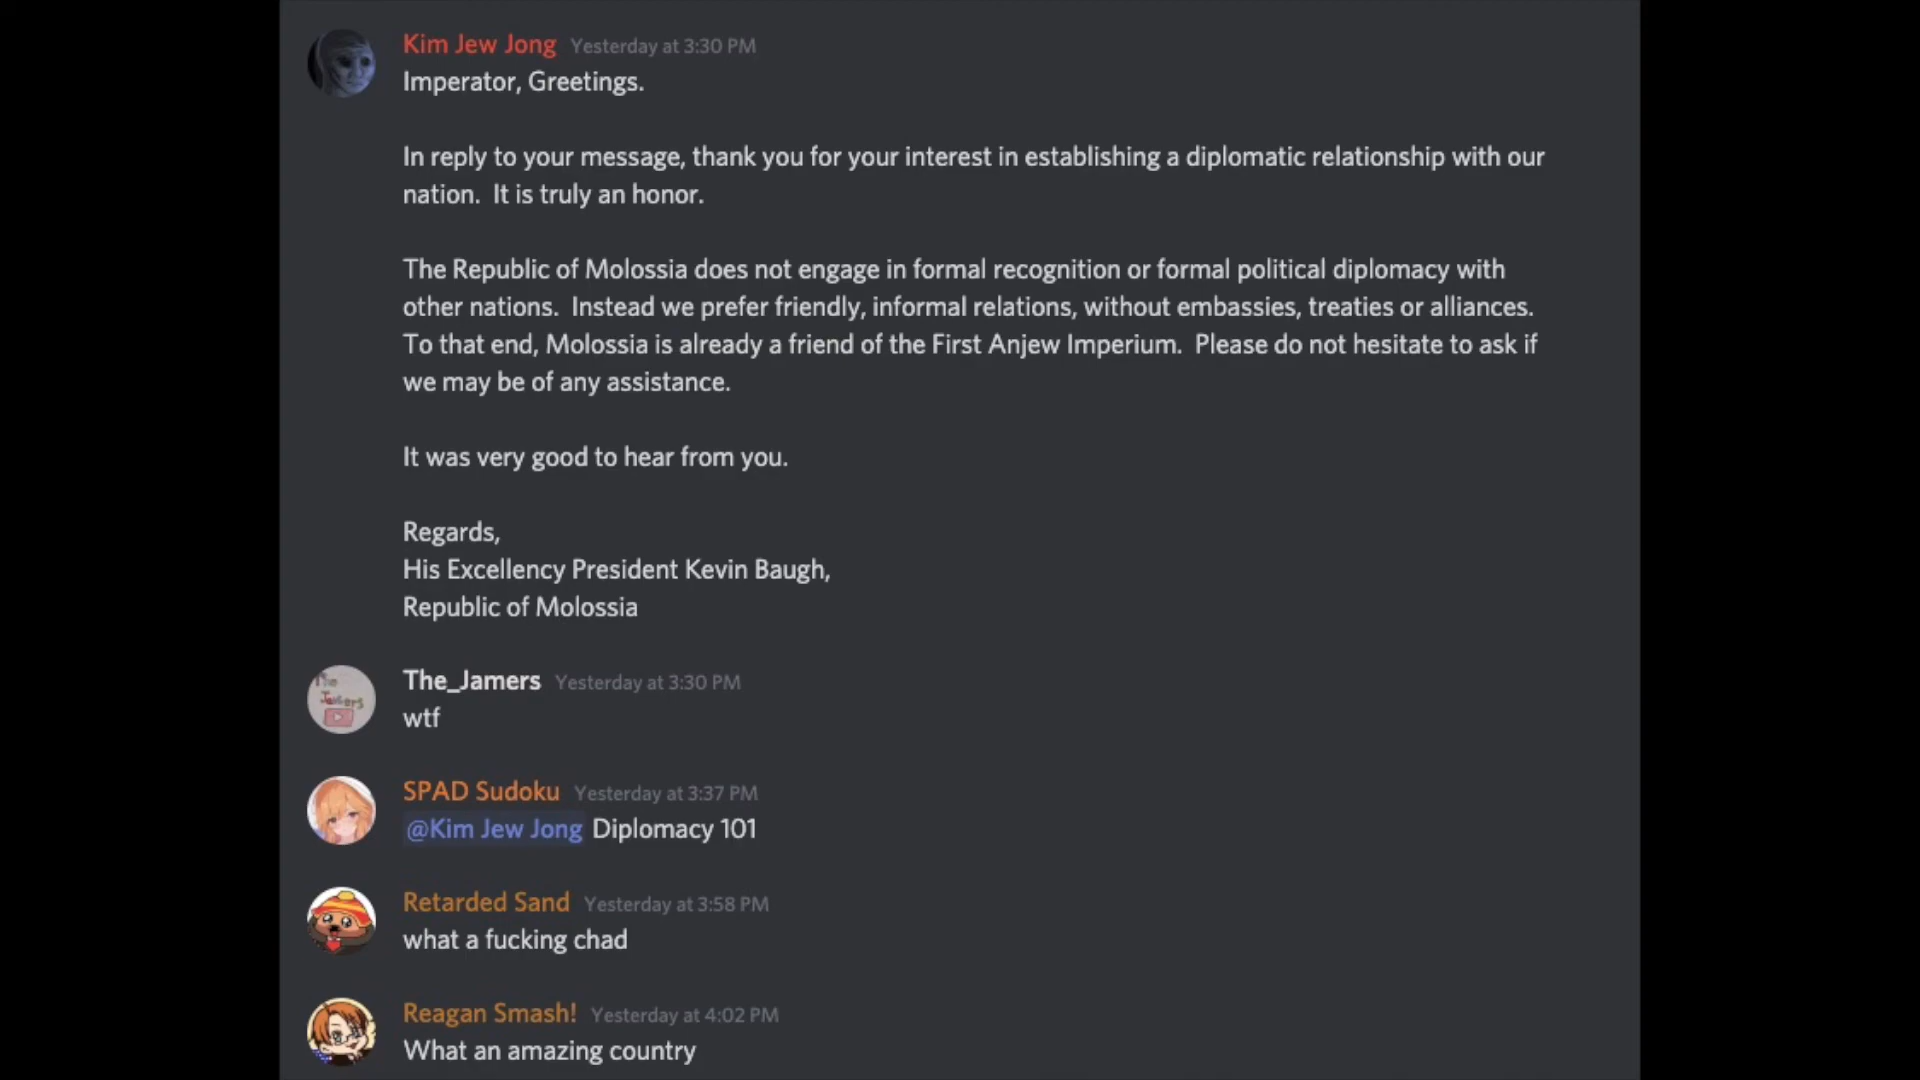 Kim Jew Jong Yesterday at 3:30 PM
Imperator, Greetings.
In reply to your message, thank you for your interest in establishing a diplomatic relationship with our
nation.  It is truly an honor.
The Republic of Molossia does not engage in formal recognition or formal political diplomacy with
other nations.  Instead we prefer friendly, informal relations, without embassies, treaties or alliances.
To that end, Molossia is already a friend of the First Anjew Imperium.  Please do not hesitate to ask if
we may be of any assistance.
It was very good to hear from you.
Regards,
His Excellency President Kevin Baugh,
Republic of Molossia
The_Jamers Yesterday at 3:30 PM
The
Jamers
wtf
SPAD Sudoku Yesterday at 3:37 PM
@Kim Jew Jong Diplomacy 101
Retarded Sand Yesterday at 3:58 PM
what a fucking chad
Reagan Smash! Yesterday at 4:02 PM
What an amazing country